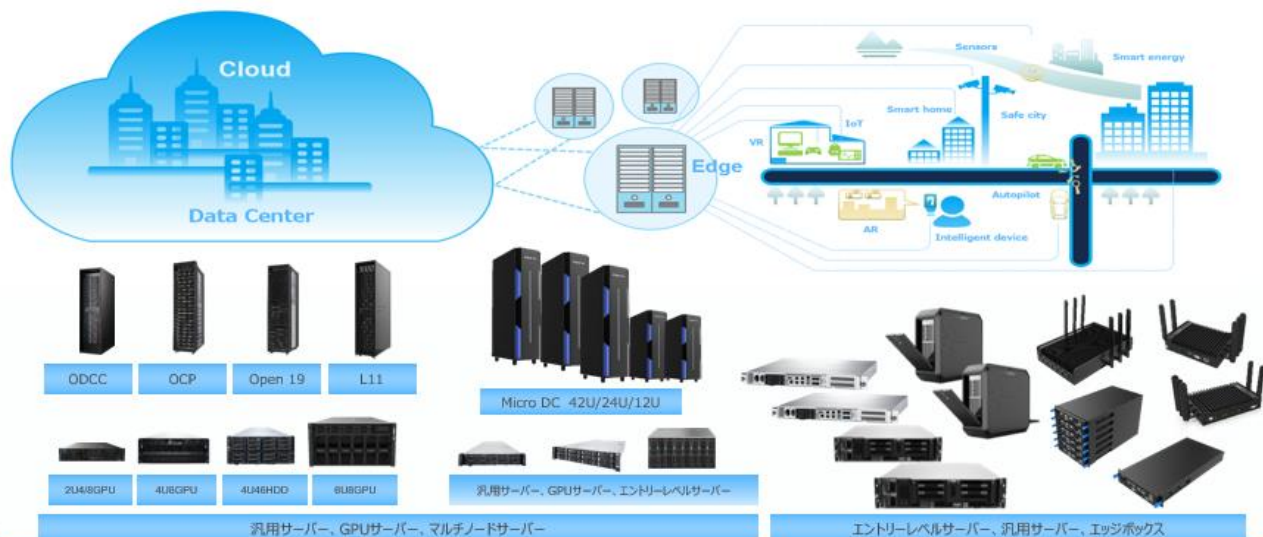 Cloud
Data Center
Edge
Sensors
Smart energy
Smart home
Safe city
IoT
VR
Autopilot
AR
Intelligent device
ODCC
OCP
Open 19
L11
Micro DC 42U/24U/12U
2U4/8GPU
4U8GPU
4U46HDD
6U8GPU
汎用サーバー、GPUサーバー、エントリーレベルサーバー
汎用サーバー、GPUサーバー、マルチノードサーバー
エントリーレベルサーバー、汎用サーバー、エッジボックス